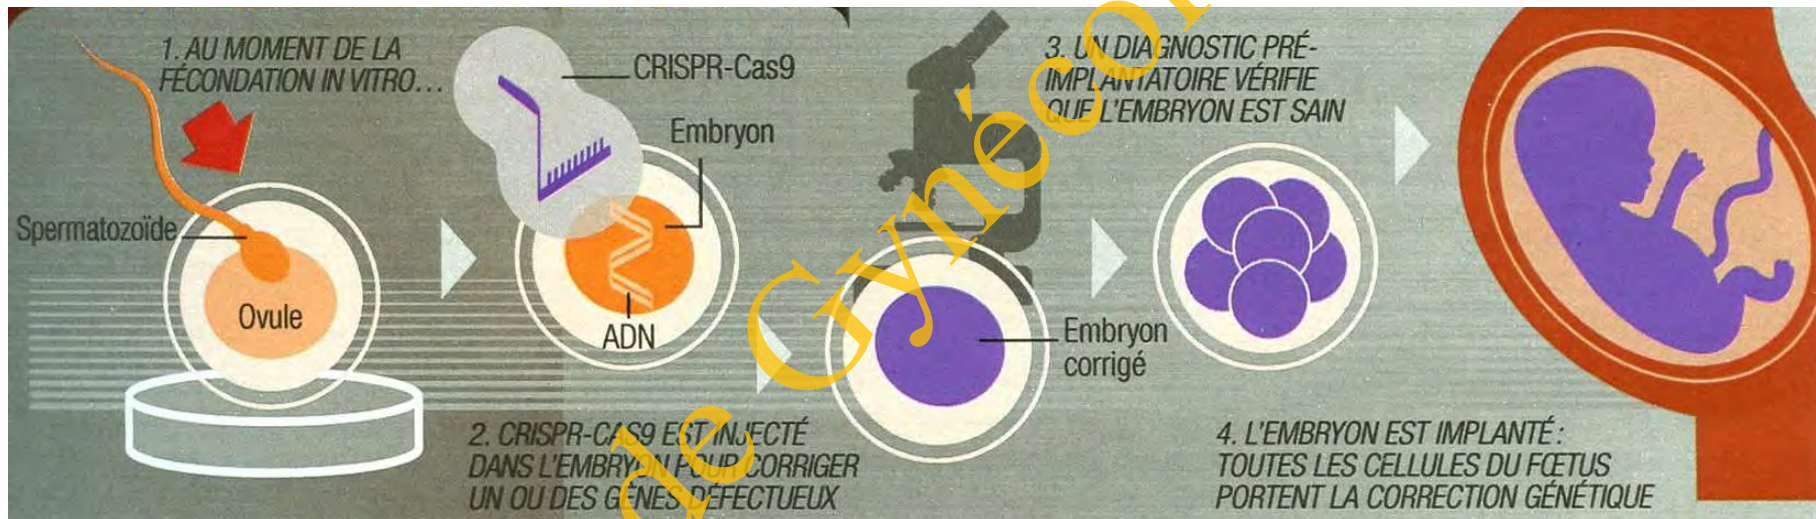 1. AU MOMENT DE LA
FÉCONDATION IN VITRO...
Spermatozoïde
Ovule
CRISPR-Cas9
Embryon
ADN
2. CRISPR-CAS9 EST INJECTÉ
DANS L'EMBRYON POUR CORRIGER
UN OU DES GÈNES DÉFECTUEUX
Embryon
corrigé
3. UN DIAGNOSTIC PRÉ-
IMPLANTATOIRE VÉRIFIE
QUE L'EMBRYON EST SAIN
4. L'EMBRYON EST IMPLANTÉ :
TOUTES LES CELLULES DU FŒTUS
PORTENT LA CORRECTION GÉNÉTIQUE
de Gynéco